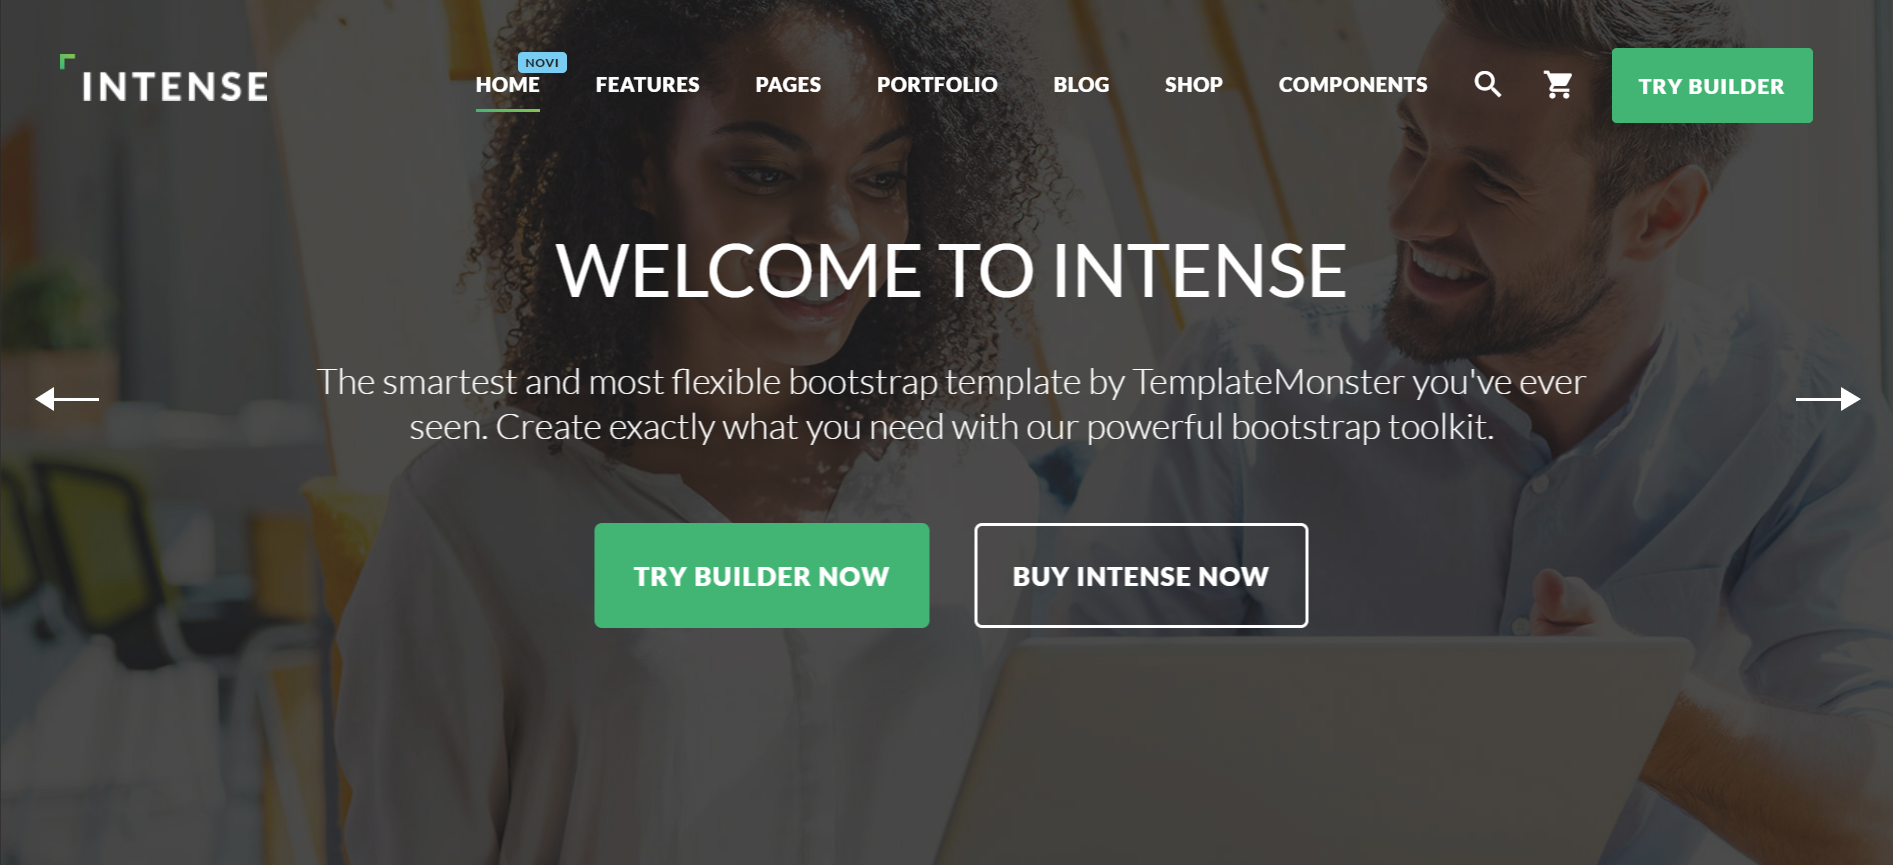 INTENSE
NOVI
HOME FEATURES PAGES PORTFOLIO BLOG SHOP COMPONENTS TRY BUILDER
WELCOME TO INTENSE
The smartest and most flexible bootstrap template by TemplateMonster you've ever
seen. Create exactly what you need with our powerful bootstrap toolkit.
TRY BUILDER NOW BUY INTENSE NOW